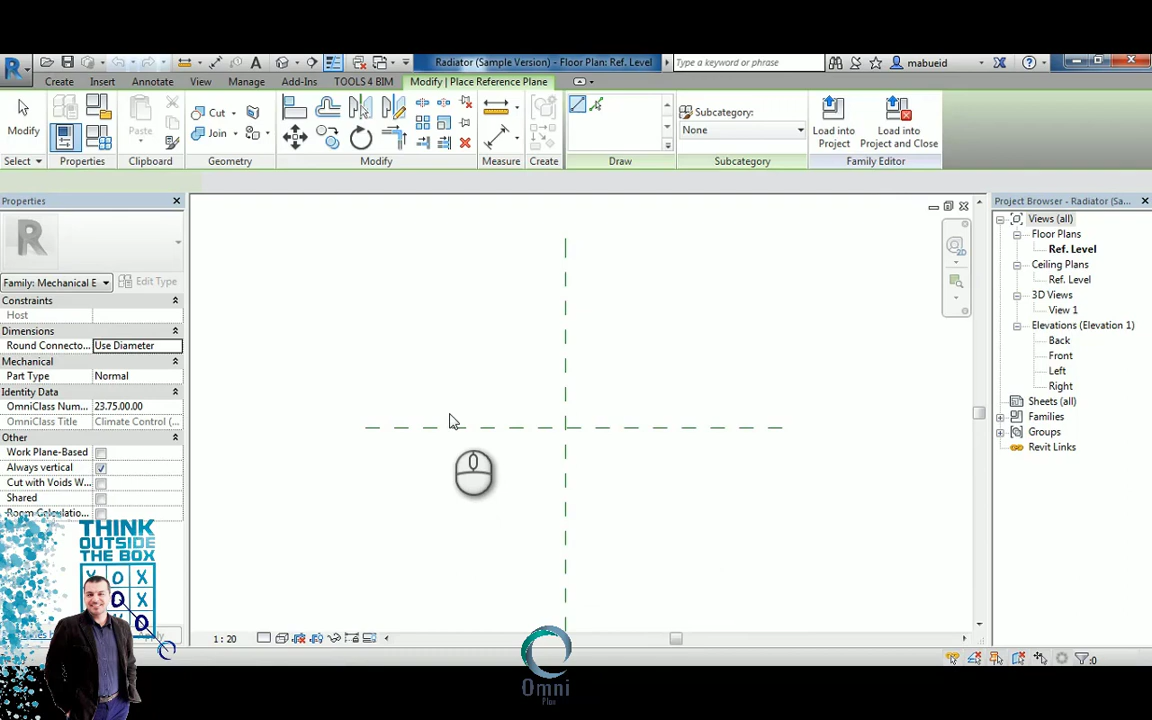 Radiator (Sample Version) - Floor Plan: Ref. Level
Type a keyword or phrase
mabueid
Create
Insert
Annotate
View
Manage
Add-Ins
TOOLS 4 BIM
Modify | Place Reference Plane
Modify
Paste
Cut
Join
Create
Subcategory:
None
Load into
Project
Load into
Project and Close
Select
Properties
Clipboard
Geometry
Modify
Measure
Create
Draw
Subcategory
Family Editor
Properties
R
Family: Mechanical E
Edit Type
Constraints
Host
Dimensions
Round Connecto... Use Diameter
Mechanical
Part Type Normal
Identity Data
OmniClass Num... 23.75.00.00
OmniClass Title Climate Control (
Other
Work Plane-Based
Always vertical
Cut with Voids W...
Shared
Room Calculatio...
THINK
OUTSIDE
THE BOX
X O X
O X
O
1 : 20
Omni
Plan
:0
Project Browser - Radiator (Sa...
Views (all)
Floor Plans
Ref. Level
Ceiling Plans
Ref. Level
3D Views
View 1
Elevations (Elevation 1)
Back
Front
Left
Right
Sheets (all)
Families
Groups
Revit Links